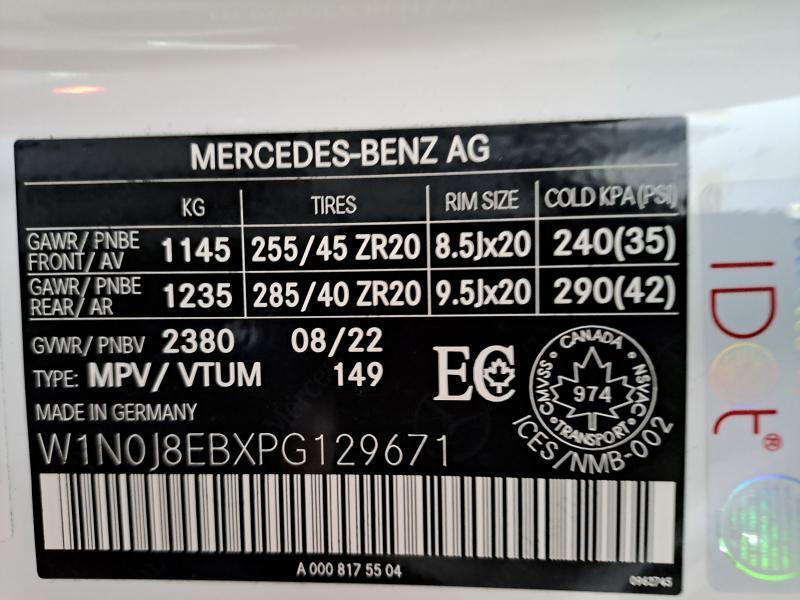 MERCEDES-BENZ AG
KG TIRES RIM SIZE COLD KPA (PSI)
GAWR/ PNBE FRONT/ AV 1145 255/45 ZR20 8.5Jx20 240(35)
GAWR/ PNBE REAR/ AR 1235 285/40 ZR20 9.5Jx20 290(42)
GVWR/ PNBV 2380 08/22
TYPE: MPV/ VTUM 149
MADE IN GERMANY
W1N0J8EBXPG129671
EC
CANADA
CMVSS · NSVAC
974
TRANSPORT
ICES/NMB-002
A 000 817 55 04
0962745
IDet®